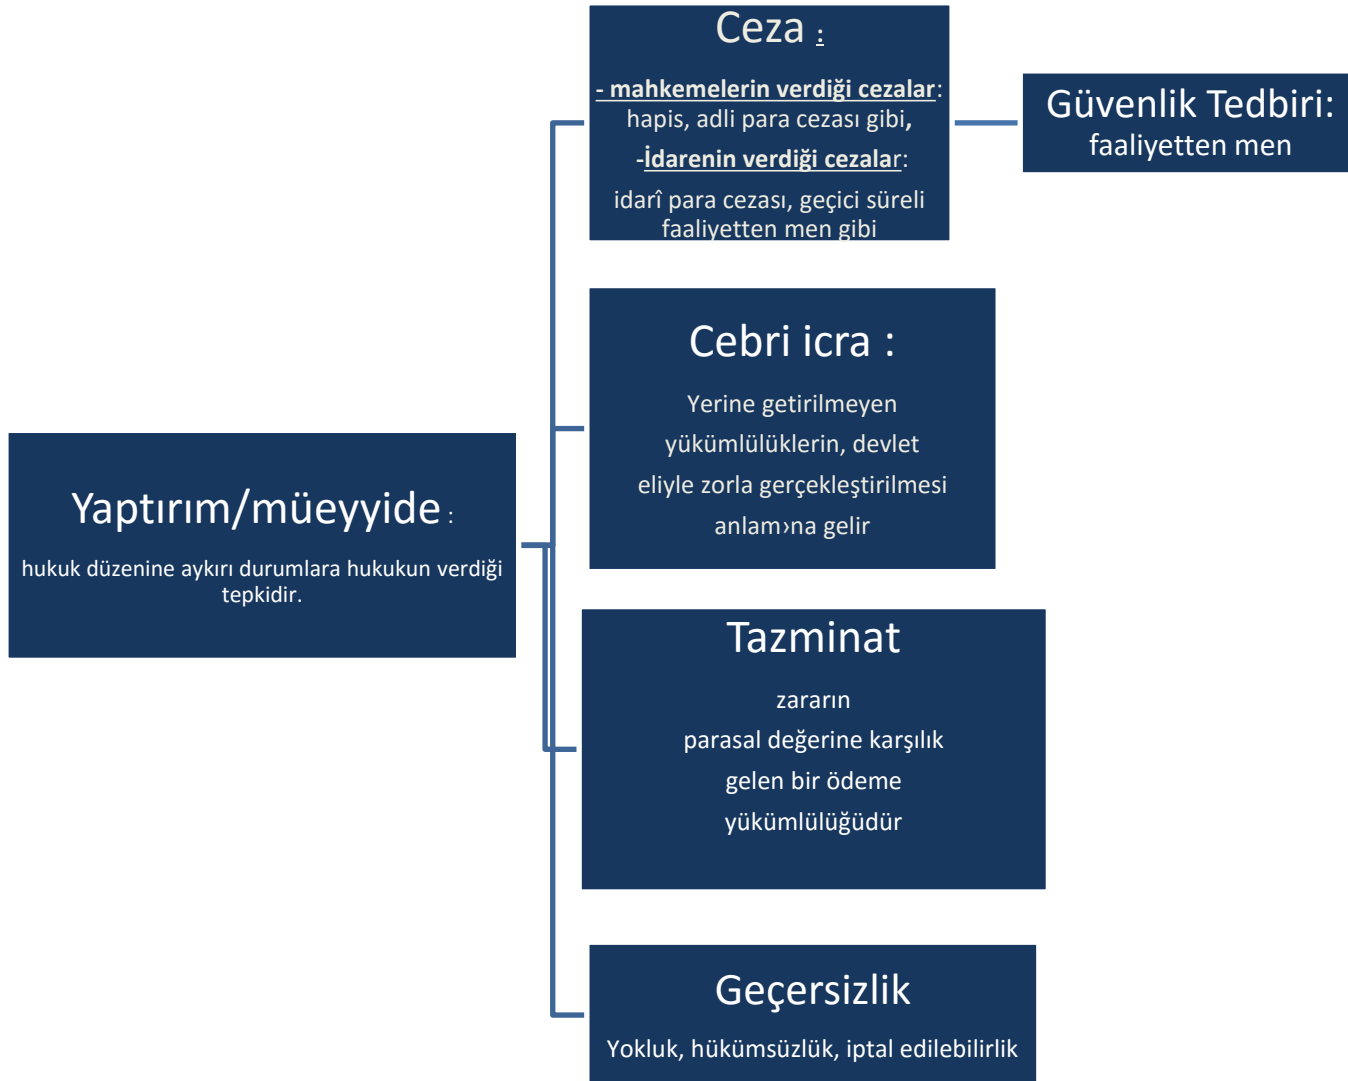 Yaptırım/müeyyide :
hukuk düzenine aykırı durumlara hukukun verdiği
tepkidir.
Ceza :
- mahkemelerin verdiği cezalar:
hapis, adli para cezası gibi,
-İdarenin verdiği cezalar:
idarî para cezası, geçici süreli
faaliyetten men gibi
Güvenlik Tedbiri:
faaliyetten men
Cebri icra :
Yerine getirilmeyen
yükümlülüklerin, devlet
eliyle zorla gerçekleştirilmesi
anlam›na gelir
Tazminat
zararın
parasal değerine karşılık
gelen bir ödeme
yükümlülüğüdür
Geçersizlik
Yokluk, hükümsüzlük, iptal edilebilirlik